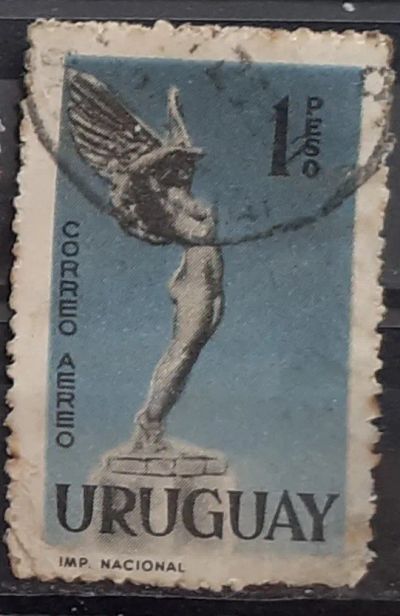 1
PESO
CORREO AEREO
URUGUAY
IMP. NACIONAL